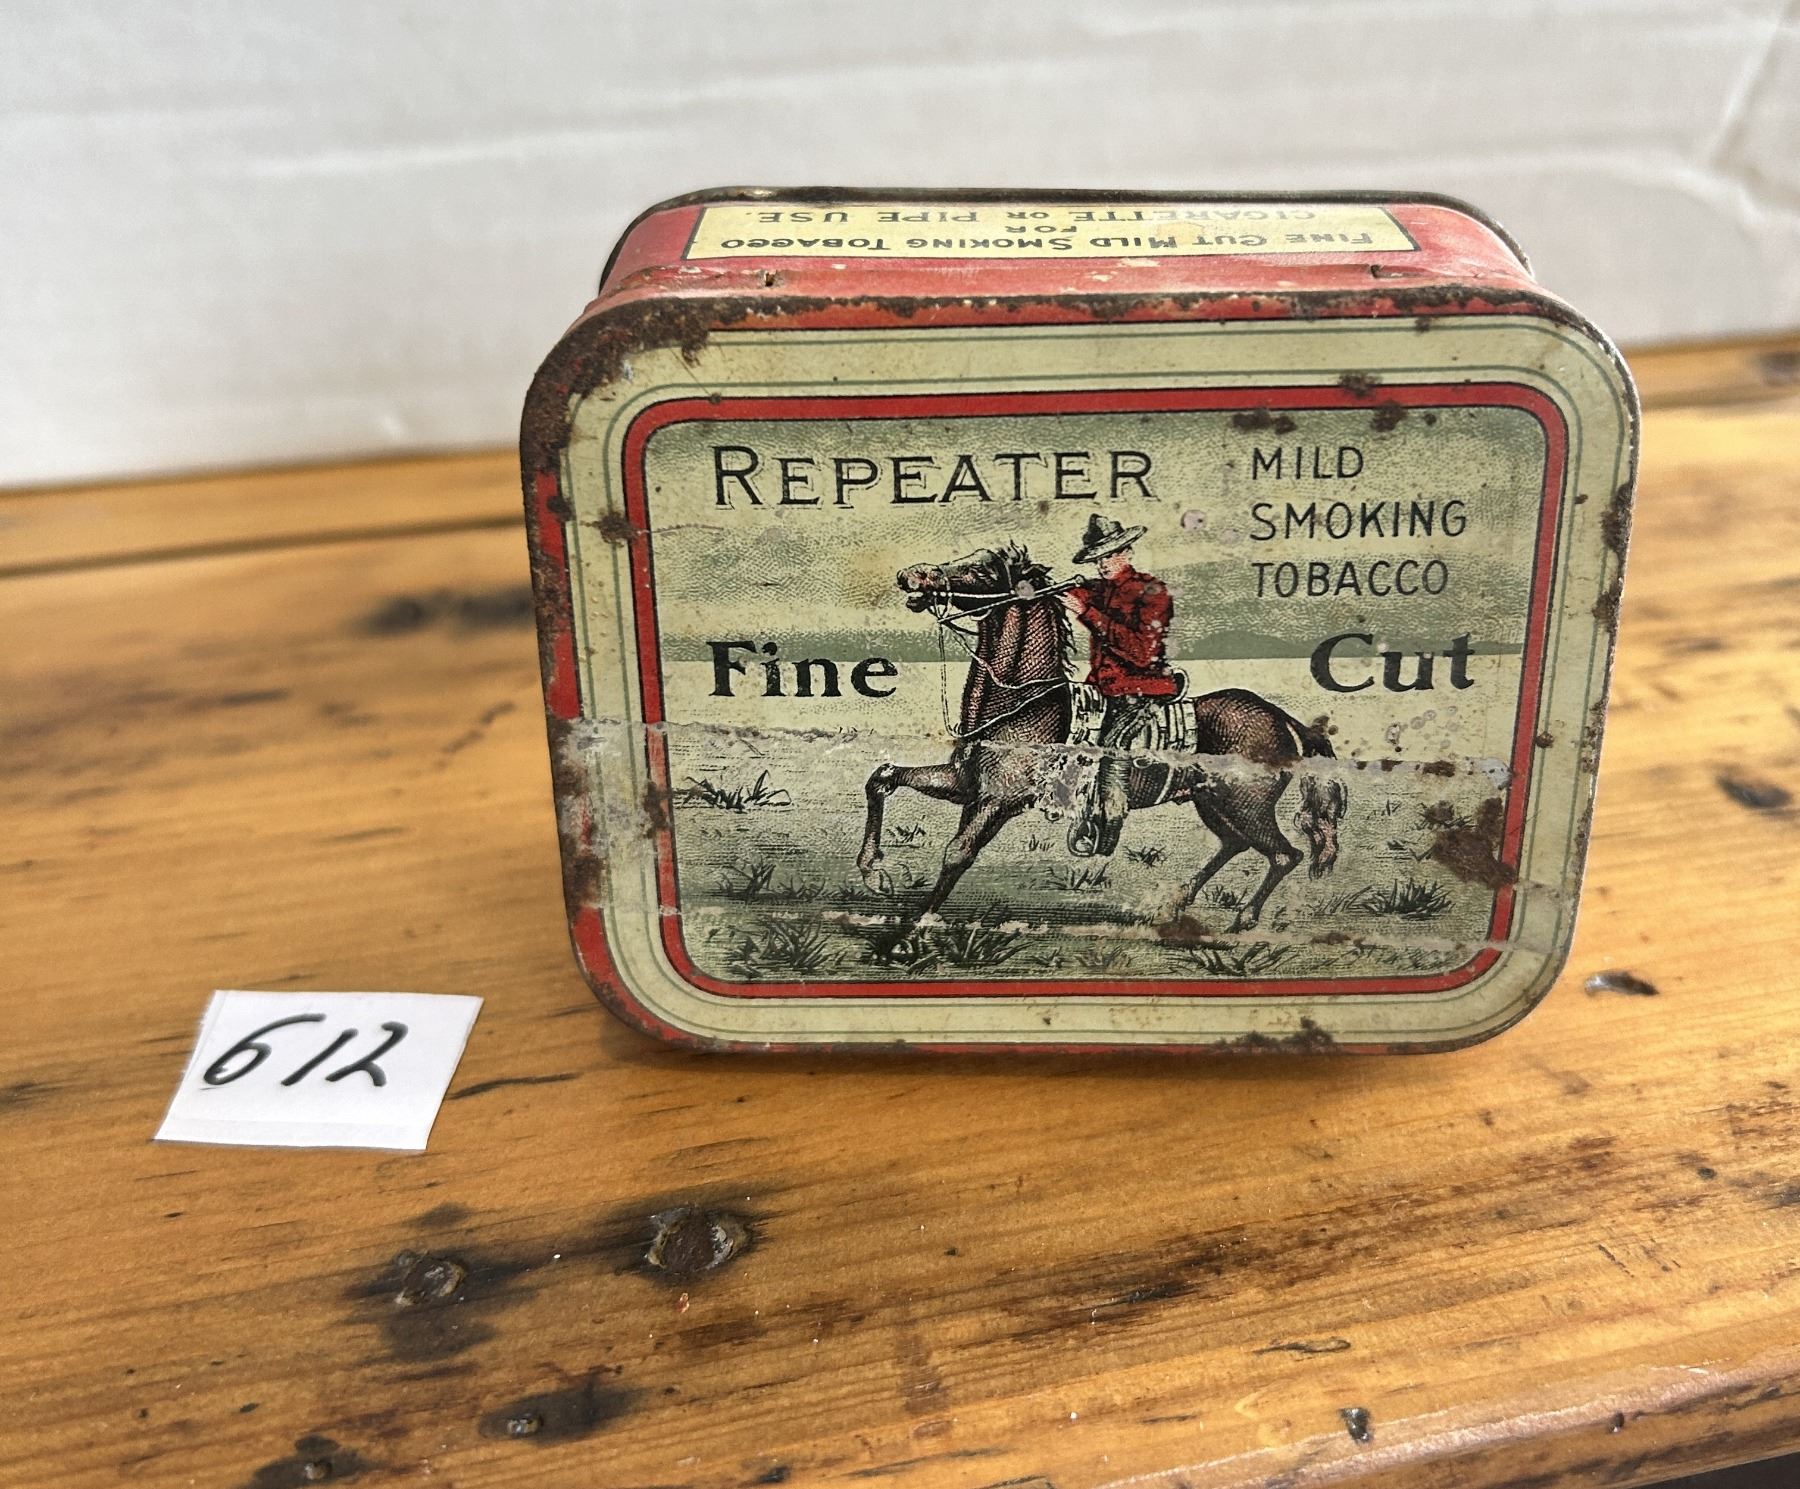 FINE CUT MILD SMOKING TOBACCO
FOR
CIGARETTE OR PIPE USE.
REPEATER
MILD
SMOKING
TOBACCO
Fine Cut
612